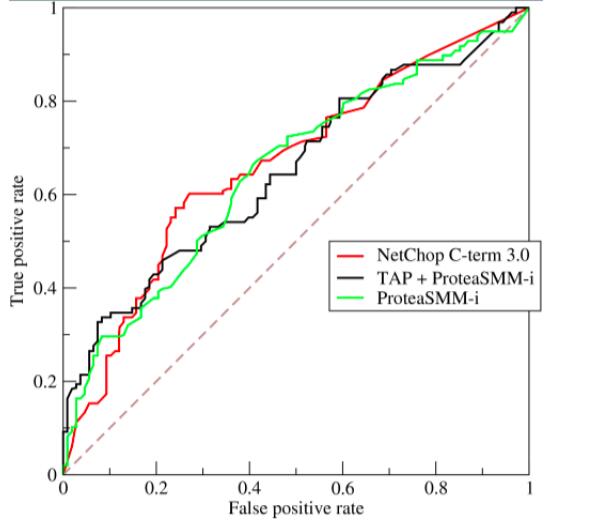 1
0.8
0.6
0.4
0.2
0
True positive rate
NetChop C-term 3.0
TAP + ProteaSMM-i
ProteaSMM-i
0 0.2 0.4 0.6 0.8 1
False positive rate